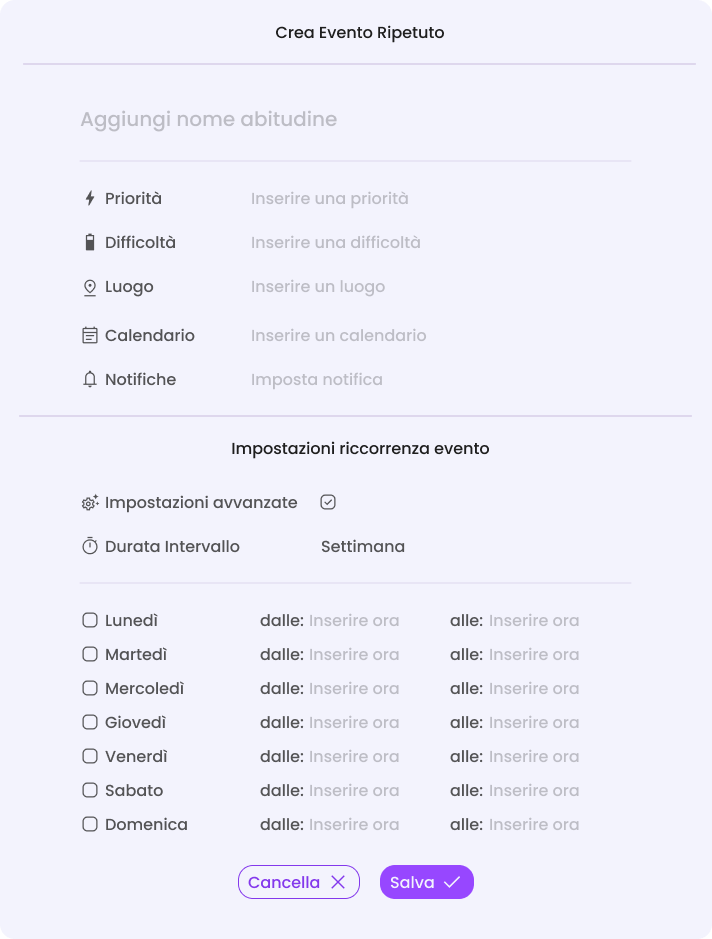 Crea Evento Ripetuto
Aggiungi nome abitudine
Priorità Inserire una priorità
Difficoltà Inserire una difficoltà
Luogo Inserire un luogo
Calendario Inserire un calendario
Notifiche Imposta notifica
Impostazioni riccorrenza evento
Impostazioni avvanzate
Durata Intervallo Settimana
Lunedì dalle: Inserire ora alle: Inserire ora
Martedì dalle: Inserire ora alle: Inserire ora
Mercoledì dalle: Inserire ora alle: Inserire ora
Giovedì dalle: Inserire ora alle: Inserire ora
Venerdì dalle: Inserire ora alle: Inserire ora
Sabato dalle: Inserire ora alle: Inserire ora
Domenica dalle: Inserire ora alle: Inserire ora
Cancella Salva